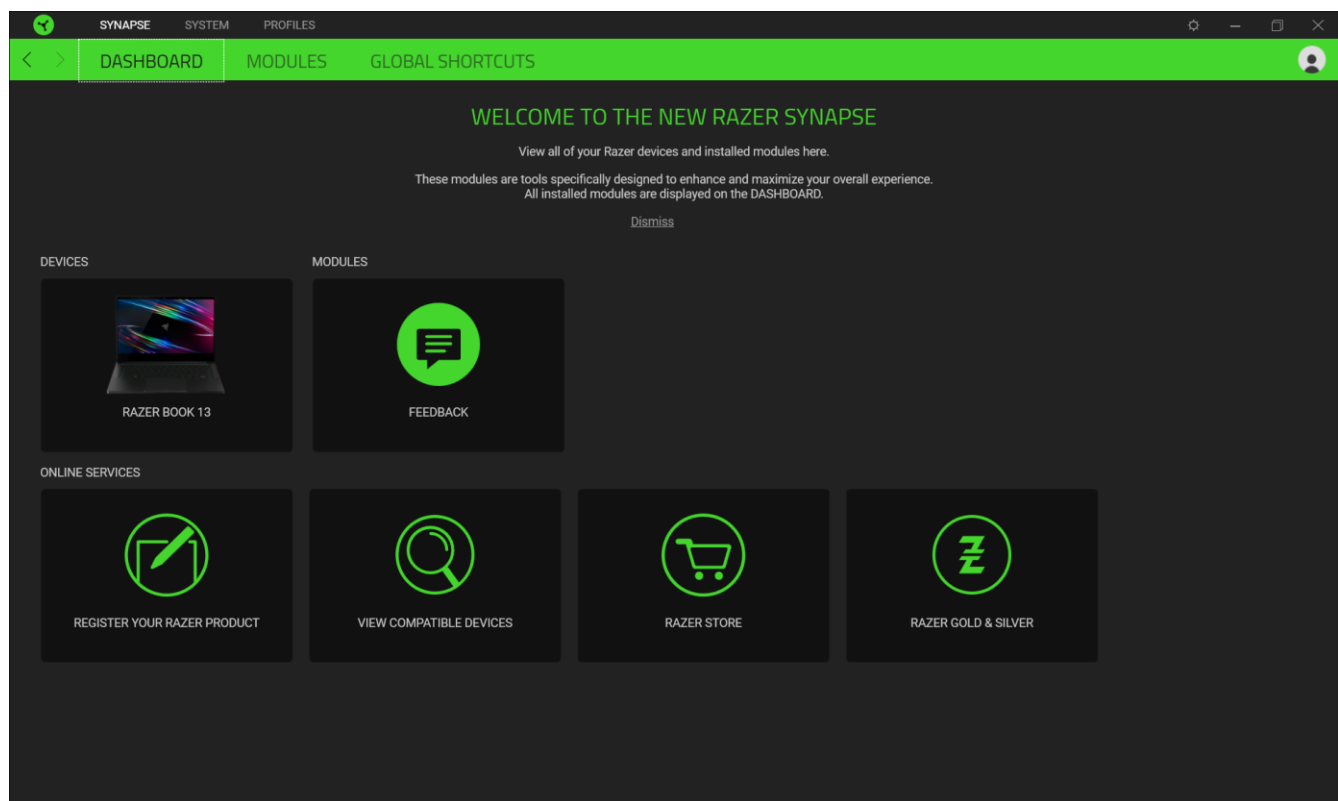 SYNAPSE SYSTEM PROFILES
DASHBOARD MODULES GLOBAL SHORTCUTS
WELCOME TO THE NEW RAZER SYNAPSE
View all of your Razer devices and installed modules here.
These modules are tools specifically designed to enhance and maximize your overall experience.
All installed modules are displayed on the DASHBOARD.
Dismiss
DEVICES
MODULES
RAZER BOOK 13
FEEDBACK
ONLINE SERVICES
REGISTER YOUR RAZER PRODUCT
VIEW COMPATIBLE DEVICES
RAZER STORE
RAZER GOLD & SILVER